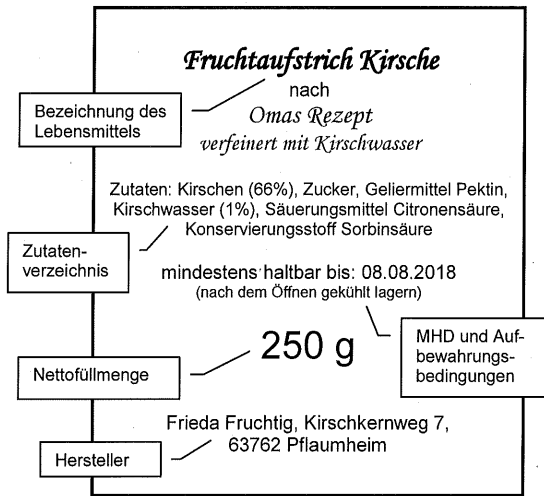 Fruchtaufstrich Kirsche
nach
Omas Rezept
verfeinert mit Kirschwasser
Bezeichnung des
Lebensmittels
Zutaten: Kirschen (66%), Zucker, Geliermittel Pektin,
Kirschwasser (1%), Säuerungsmittel Citronensäure,
Konservierungsstoff Sorbinsäure
Zutaten-
verzeichnis
mindestens haltbar bis: 08.08.2018
(nach dem Öffnen gekühlt lagern)
MHD und Auf-
bewahrungs-
bedingungen
250 g
Nettofüllmenge
Frieda Fruchtig, Kirschkernweg 7,
63762 Pflaumheim
Hersteller